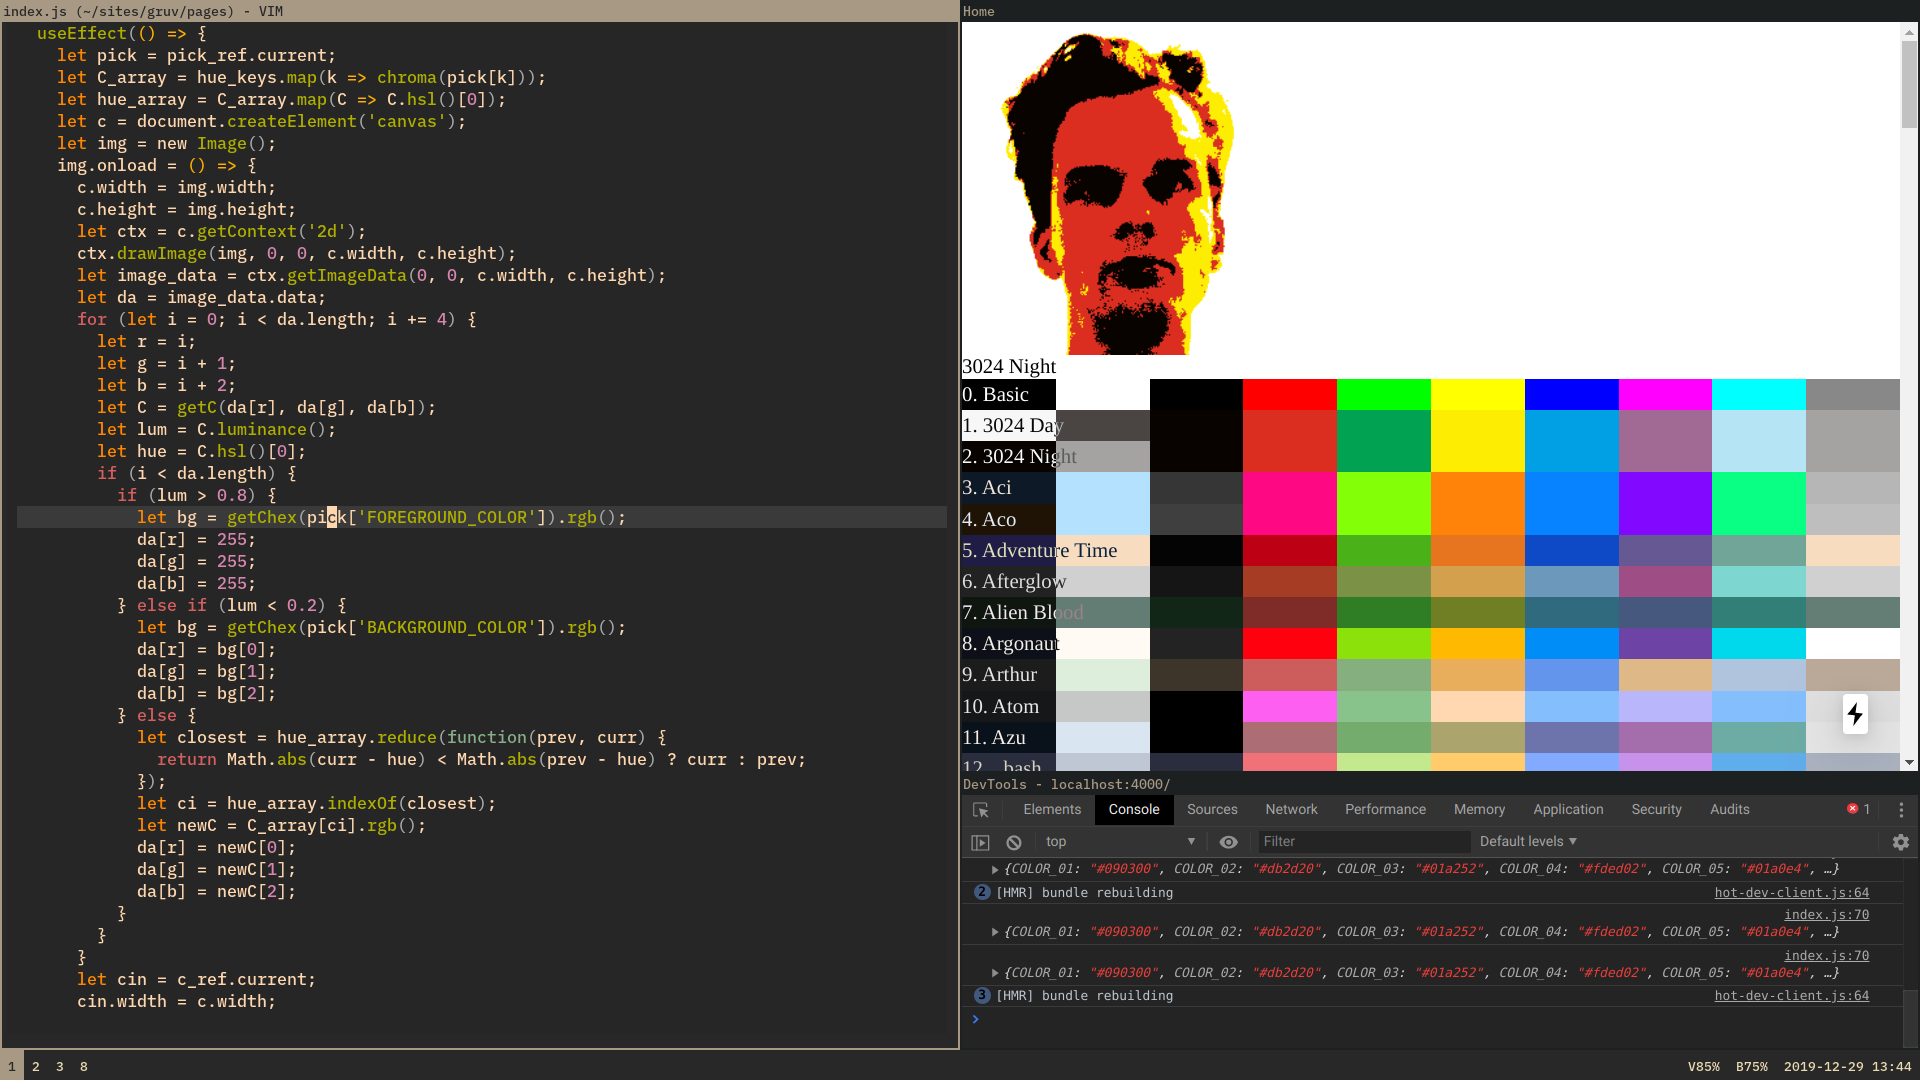 index.js (~/sites/gruv/pages) - VIM
useEffect(() => {
let pick = pick_ref.current;
let C_array = hue_keys.map(k => chroma(pick[k]));
let hue_array = C_array.map(C => C.hsl()[0]);
let c = document.createElement('canvas');
let img = new Image();
img.onload = () => {
c.width = img.width;
c.height = img.height;
let ctx = c.getContext('2d');
ctx.drawImage(img, 0, 0, c.width, c.height);
let image_data = ctx.getImageData(0, 0, c.width, c.height);
let da = image_data.data;
for (let i = 0; i < da.length; i += 4) {
let r = i;
let g = i + 1;
let b = i + 2;
let C = getC(da[r], da[g], da[b]);
let lum = C.luminance();
let hue = C.hsl()[0];
if (i < da.length) {
if (lum > 0.8) {
let bg = getChex(pick['FOREGROUND_COLOR']).rgb();
da[r] = 255;
da[g] = 255;
da[b] = 255;
} else if (lum < 0.2) {
let bg = getChex(pick['BACKGROUND_COLOR']).rgb();
da[r] = bg[0];
da[g] = bg[1];
da[b] = bg[2];
} else {
let closest = hue_array.reduce(function(prev, curr) {
return Math.abs(curr - hue) < Math.abs(prev - hue) ? curr : prev;
});
let ci = hue_array.indexOf(closest);
let newC = C_array[ci].rgb();
da[r] = newC[0];
da[g] = newC[1];
da[b] = newC[2];
}
}
}
let cin = c_ref.current;
cin.width = c.width;
Home
3024 Night
0. Basic
1. 3024 Day
2. 3024 Night
3. Aci
4. Aco
5. Adventure Time
6. Afterglow
7. Alien Blood
8. Argonaut
9. Arthur
10. Atom
11. Azu
12. _bash
DevTools - localhost:4000/
Elements Console Sources Network Performance Memory Application Security Audits 1
top Filter Default levels
{COLOR_01: "#090300", COLOR_02: "#db2d20", COLOR_03: "#01a252", COLOR_04: "#fded02", COLOR_05: "#01a0e4", …}
2 [HMR] bundle rebuilding hot-dev-client.js:64
index.js:70
{COLOR_01: "#090300", COLOR_02: "#db2d20", COLOR_03: "#01a252", COLOR_04: "#fded02", COLOR_05: "#01a0e4", …}
index.js:70
{COLOR_01: "#090300", COLOR_02: "#db2d20", COLOR_03: "#01a252", COLOR_04: "#fded02", COLOR_05: "#01a0e4", …}
3 [HMR] bundle rebuilding hot-dev-client.js:64
>
1 2 3 8 V85% B75% 2019-12-29 13:44